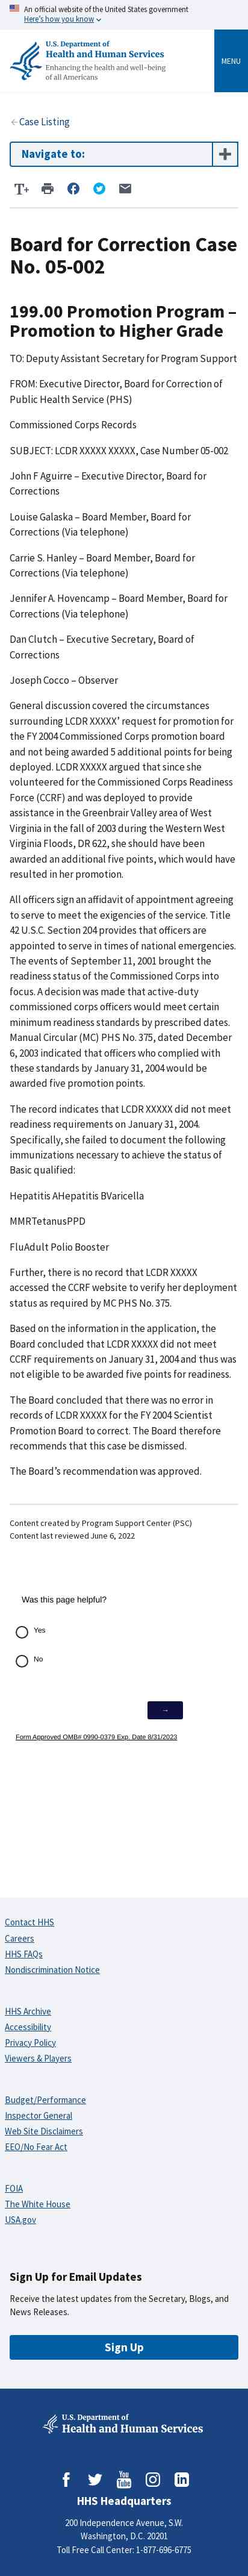 An official website of the United States government
Here's how you know
U.S. Department of
Health and Human Services
Enhancing the health and well-being
of all Americans
MENU
Case Listing
Navigate to:
T+
Board for Correction Case
No. 05-002
199.00 Promotion Program –
Promotion to Higher Grade
TO: Deputy Assistant Secretary for Program Support
FROM: Executive Director, Board for Correction of
Public Health Service (PHS)
Commissioned Corps Records
SUBJECT: LCDR XXXXX XXXXX, Case Number 05-002
John F Aguirre – Executive Director, Board for
Corrections
Louise Galaska – Board Member, Board for
Corrections (Via telephone)
Carrie S. Hanley – Board Member, Board for
Corrections (Via telephone)
Jennifer A. Hovencamp – Board Member, Board for
Corrections (Via telephone)
Dan Clutch – Executive Secretary, Board of
Corrections
Joseph Cocco – Observer
General discussion covered the circumstances
surrounding LCDR XXXXX’ request for promotion for
the FY 2004 Commissioned Corps promotion board
and not being awarded 5 additional points for being
deployed. LCDR XXXXX argued that since she
volunteered for the Commissioned Corps Readiness
Force (CCRF) and was deployed to provide
assistance in the Greenbrair Valley area of West
Virginia in the fall of 2003 during the Western West
Virginia Floods, DR 622, she should have been
awarded an additional five points, which would have
resulted in her promotion.
All officers sign an affidavit of appointment agreeing
to serve to meet the exigencies of the service. Title
42 U.S.C. Section 204 provides that officers are
appointed to serve in times of national emergencies.
The events of September 11, 2001 brought the
readiness status of the Commissioned Corps into
focus. A decision was made that active-duty
commissioned corps officers would meet certain
minimum readiness standards by prescribed dates.
Manual Circular (MC) PHS No. 375, dated December
6, 2003 indicated that officers who complied with
these standards by January 31, 2004 would be
awarded five promotion points.
The record indicates that LCDR XXXXX did not meet
readiness requirements on January 31, 2004.
Specifically, she failed to document the following
immunizations necessary to achieve the status of
Basic qualified:
Hepatitis AHepatitis BVaricella
MMRTetanusPPD
FluAdult Polio Booster
Further, there is no record that LCDR XXXXX
accessed the CCRF website to verify her deployment
status as required by MC PHS No. 375.
Based on the information in the application, the
Board concluded that LCDR XXXXX did not meet
CCRF requirements on January 31, 2004 and thus was
not eligible to be awarded five points for readiness.
The Board concluded that there was no error in
records of LCDR XXXXX for the FY 2004 Scientist
Promotion Board to correct. The Board therefore
recommends that this case be dismissed.
The Board’s recommendation was approved.
Content created by Program Support Center (PSC)
Content last reviewed June 6, 2022
Was this page helpful?
Yes
No
→
Form Approved OMB# 0990-0379 Exp. Date 8/31/2023
Contact HHS
Careers
HHS FAQs
Nondiscrimination Notice
HHS Archive
Accessibility
Privacy Policy
Viewers & Players
Budget/Performance
Inspector General
Web Site Disclaimers
EEO/No Fear Act
FOIA
The White House
USA.gov
Sign Up for Email Updates
Receive the latest updates from the Secretary, Blogs, and
News Releases.
Sign Up
U.S. Department of
Health and Human Services
HHS Headquarters
200 Independence Avenue, S.W.
Washington, D.C. 20201
Toll Free Call Center: 1-877-696-6775